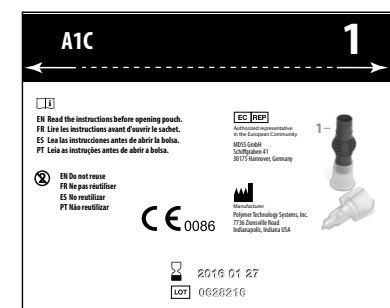 A1C
1
EN Read the instructions before opening pouch.
FR Lire les instructions avant d'ouvrir le sachet.
ES Lea las instrucciones antes de abrir la bolsa.
PT Leia as instruções antes de abrir a bolsa.
EN Do not reuse
FR Ne pas réutiliser
ES No reutilizar
PT Não reutilizar
CE 0086
EC REP
Authorized representative
in the European Community
MDSS GmbH
Schiffgraben 41
30175 Hannover, Germany
Manufacturer
Polymer Technology Systems, Inc.
7736 Zionsville Road
Indianapolis, Indiana USA
1
2016 01 27
LOT 0628216